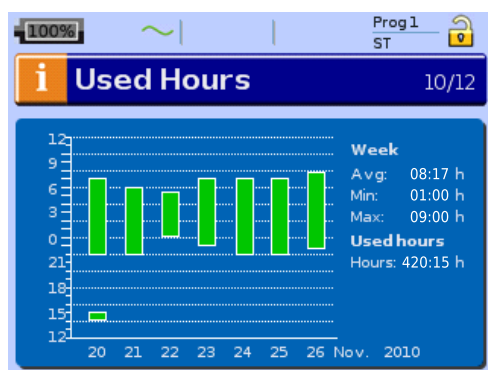 100%
Prog 1
ST
i Used Hours 10/12
12
9
6
3
0
21
18
15
12
20 21 22 23 24 25 26 Nov. 2010
Week
Avg: 08:17 h
Min: 01:00 h
Max: 09:00 h
Used hours
Hours: 420:15 h